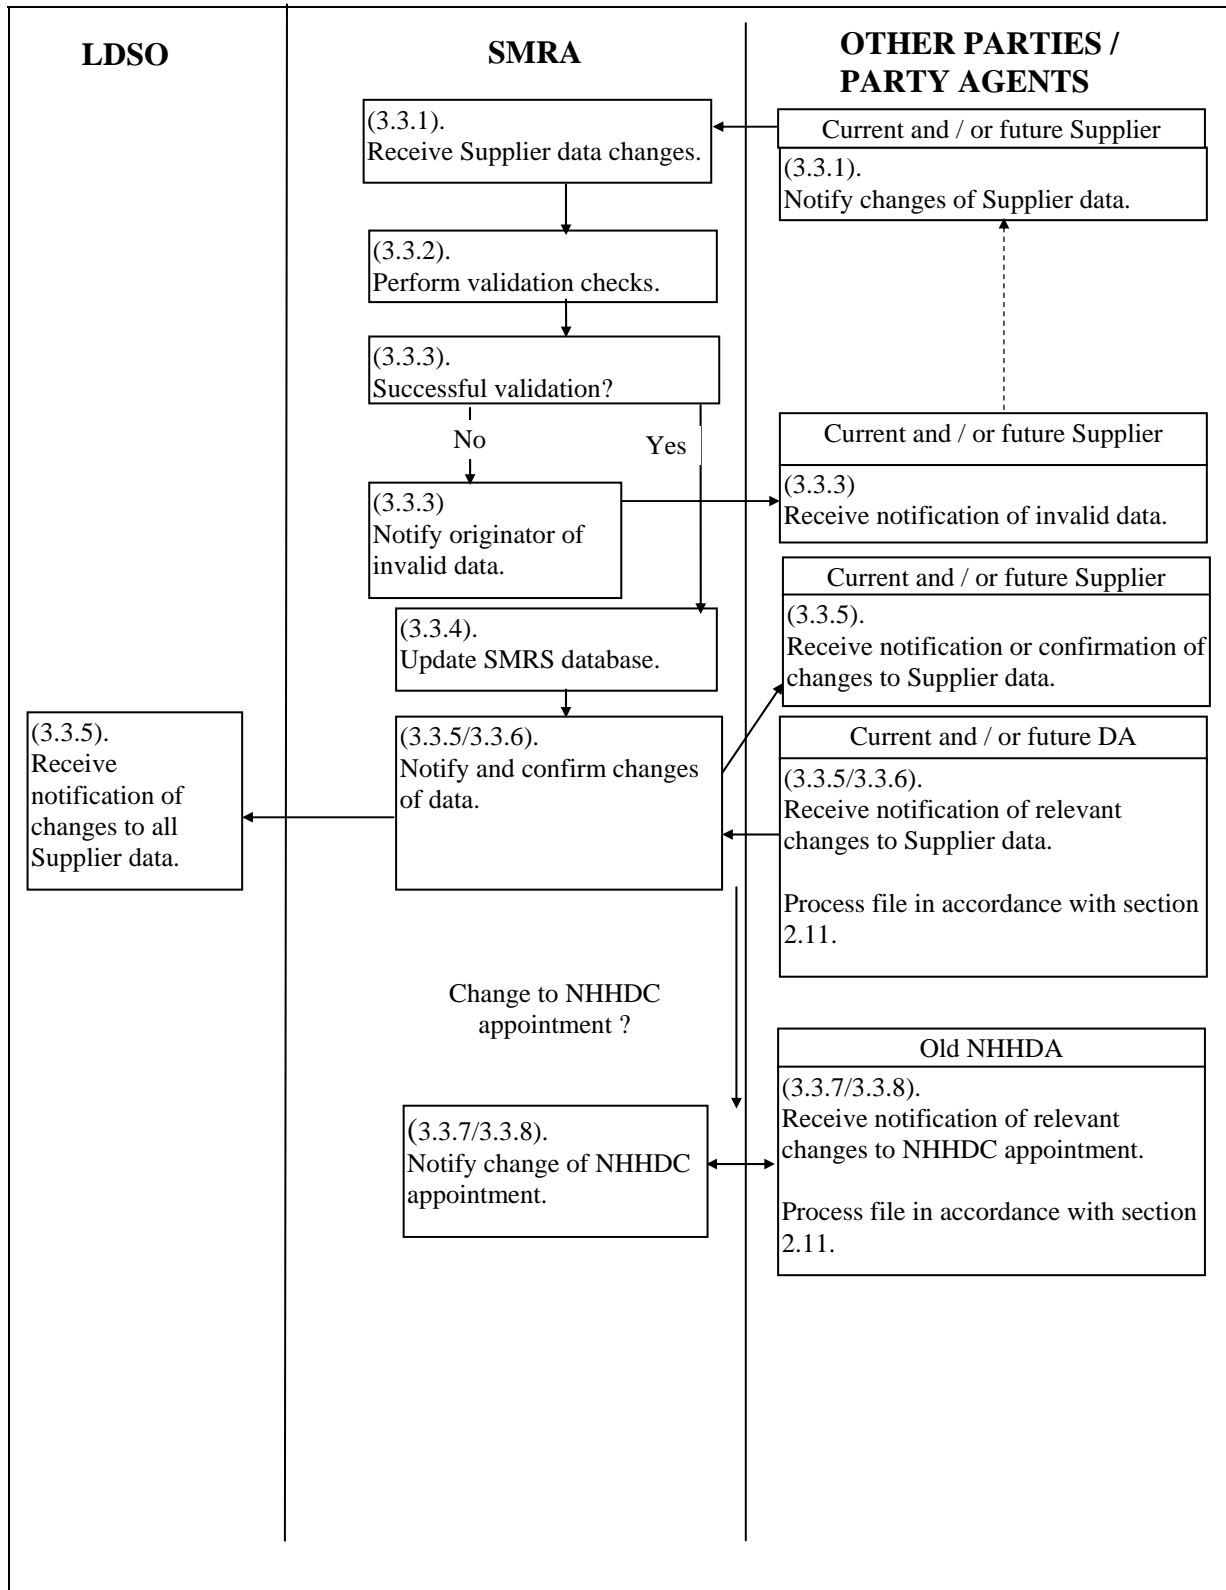 LDSO
SMRA
OTHER PARTIES /
PARTY AGENTS
(3.3.1).
Receive Supplier data changes.
Current and / or future Supplier
(3.3.1).
Notify changes of Supplier data.
(3.3.2).
Perform validation checks.
(3.3.3).
Successful validation?
No
Yes
Current and / or future Supplier
(3.3.3)
Receive notification of invalid data.
(3.3.3)
Notify originator of
invalid data.
Current and / or future Supplier
(3.3.5).
Receive notification or confirmation of
changes to Supplier data.
(3.3.4).
Update SMRS database.
(3.3.5).
Receive
notification of
changes to all
Supplier data.
(3.3.5/3.3.6).
Notify and confirm changes
of data.
Current and / or future DA
(3.3.5/3.3.6).
Receive notification of relevant
changes to Supplier data.
Process file in accordance with section
2.11.
Change to NHHDC
appointment ?
Old NHHDA
(3.3.7/3.3.8).
Receive notification of relevant
changes to NHHDC appointment.
Process file in accordance with section
2.11.
(3.3.7/3.3.8).
Notify change of NHHDC
appointment.